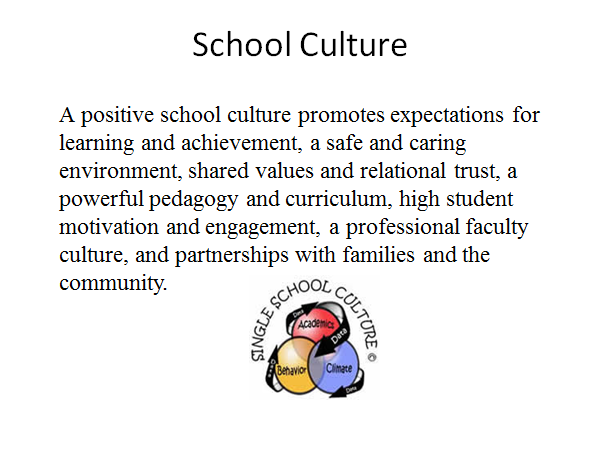 School Culture
A positive school culture promotes expectations for
learning and achievement, a safe and caring
environment, shared values and relational trust, a
powerful pedagogy and curriculum, high student
motivation and engagement, a professional faculty
culture, and partnerships with families and the
community.
SINGLE SCHOOL CULTURE ©
Data
Academics
Data
Behavior
Climate
Data